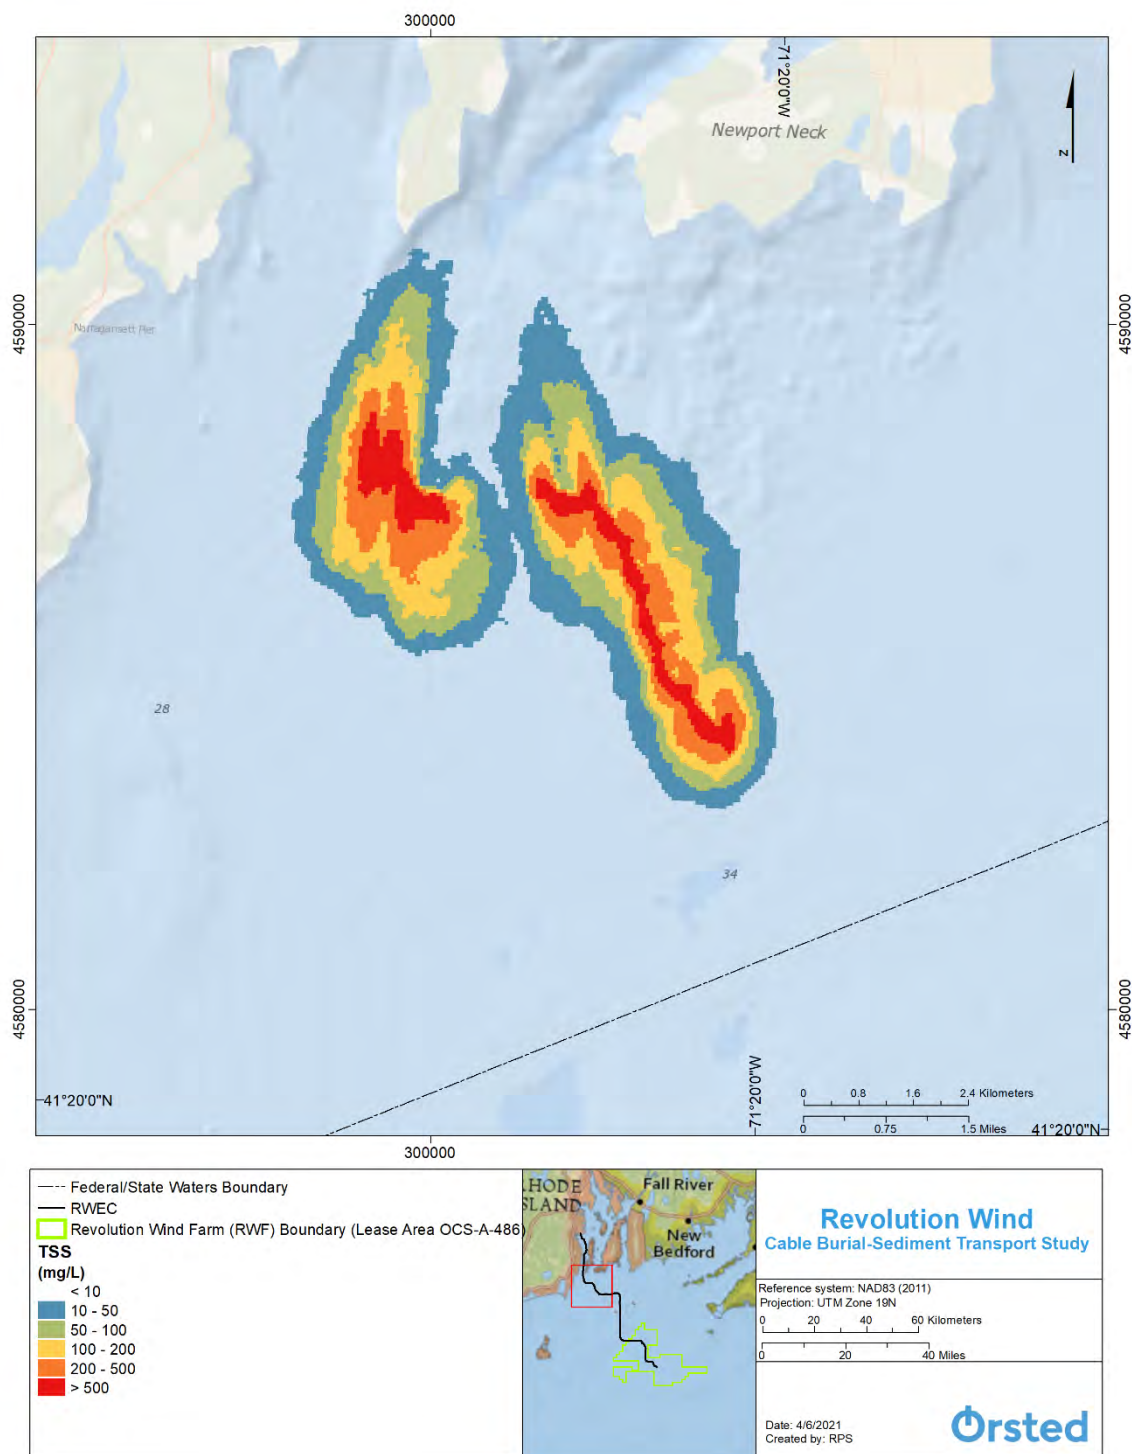 300000
71°20'0"W
Newport Neck
z
4590000
4590000
Narragansett Pier
28
34
4580000
4580000
71°20'0"W
0 0.8 1.6 2.4 Kilometers
0 0.75 1.5 Miles
41°20'0"N
41°20'0"N
300000
Federal/State Waters Boundary
RWEC
Revolution Wind Farm (RWF) Boundary (Lease Area OCS-A-486)
TSS
(mg/L)
< 10
10 - 50
50 - 100
100 - 200
200 - 500
> 500
RHODE
ISLAND
Fall River
New
Bedford
Revolution Wind
Cable Burial-Sediment Transport Study
Reference system: NAD83 (2011)
Projection: UTM Zone 19N
0 20 40 60 Kilometers
0 20 40 Miles
Date: 4/6/2021
Created by: RPS
Ørsted